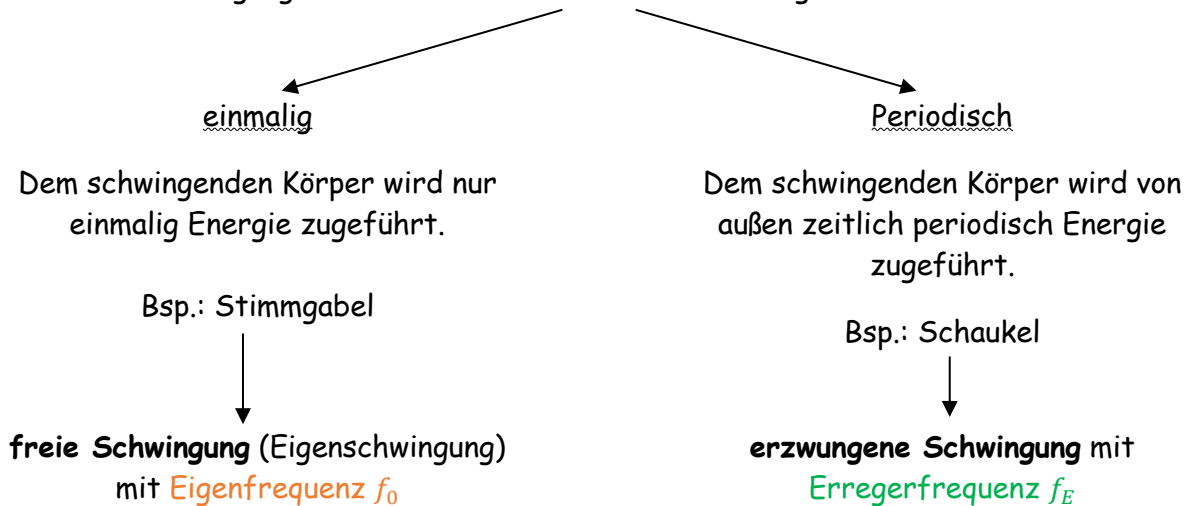 einmalig
Dem schwingenden Körper wird nur
einmalig Energie zugeführt.
Bsp.: Stimmgabel
freie Schwingung (Eigenschwingung)
mit Eigenfrequenz f₀
Periodisch
Dem schwingenden Körper wird von
außen zeitlich periodisch Energie
zugeführt.
Bsp.: Schaukel
erzwungene Schwingung mit
Erregerfrequenz f_E